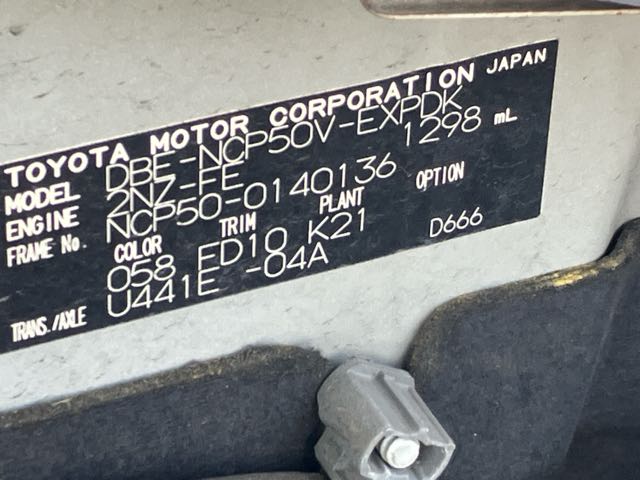 TOYOTA MOTOR CORPORATION JAPAN
MODEL DBE-NCP50V-EXPDK
ENGINE 2NZ-FE 1298 mL
FRAME No. NCP50-0140136
COLOR TRIM PLANT OPTION
058 FD10 K21 D666
TRANS./AXLE U441E -04A